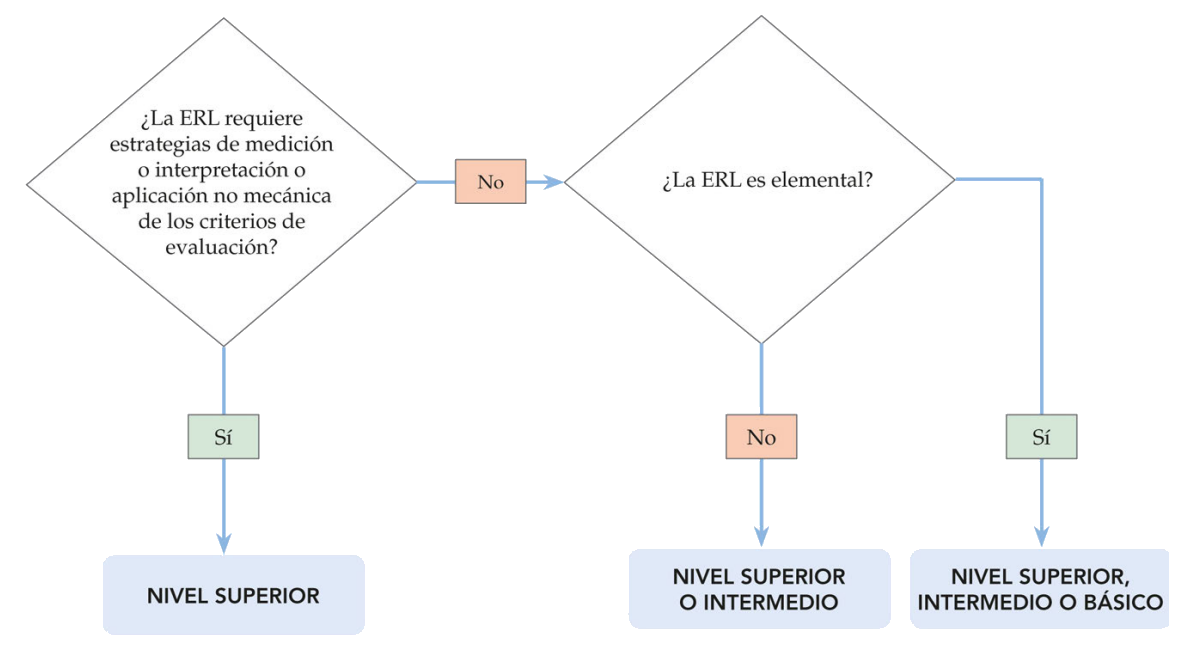 ¿La ERL requiere
estrategias de medición
o interpretación o
aplicación no mecánica
de los criterios de
evaluación?
No
¿La ERL es elemental?
Sí
No
Sí
NIVEL SUPERIOR
NIVEL SUPERIOR
O INTERMEDIO
NIVEL SUPERIOR,
INTERMEDIO O BÁSICO